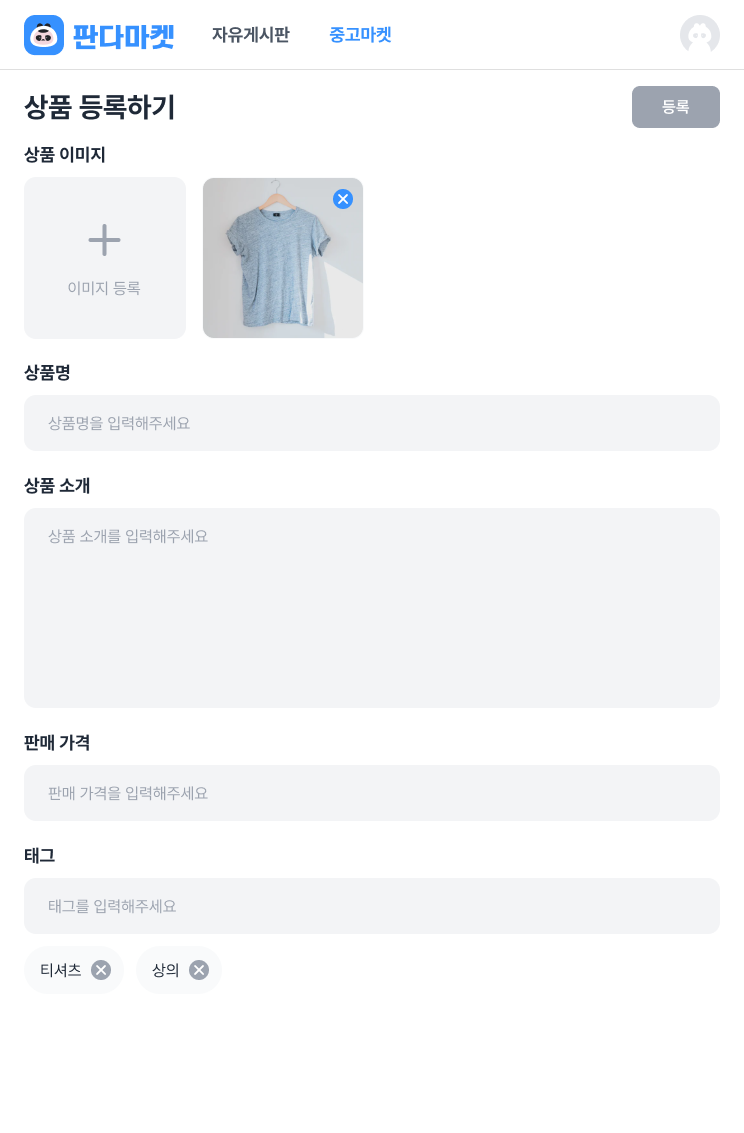 판다마켓 자유게시판 중고마켓
상품 등록하기 등록
상품 이미지
이미지 등록
상품명
상품명을 입력해주세요
상품 소개
상품 소개를 입력해주세요
판매 가격
판매 가격을 입력해주세요
태그
태그를 입력해주세요
티셔츠 상의